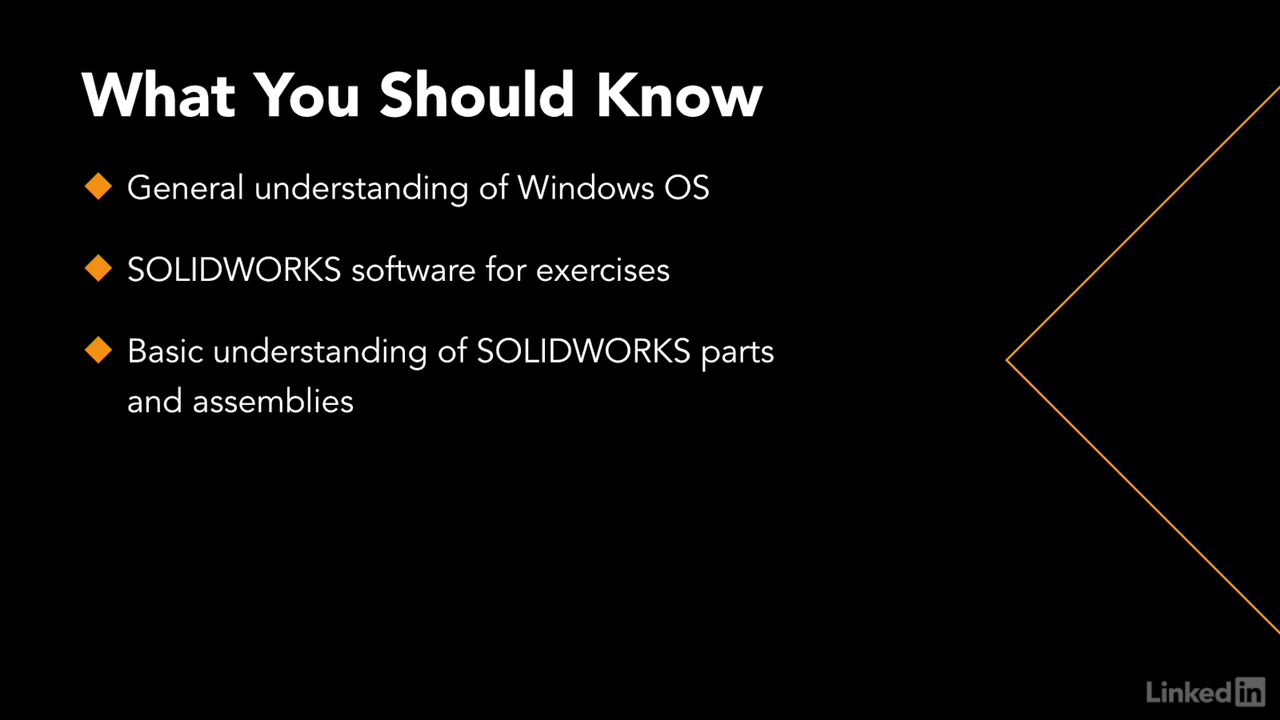 What You Should Know
General understanding of Windows OS
SOLIDWORKS software for exercises
Basic understanding of SOLIDWORKS parts
and assemblies
Linked in